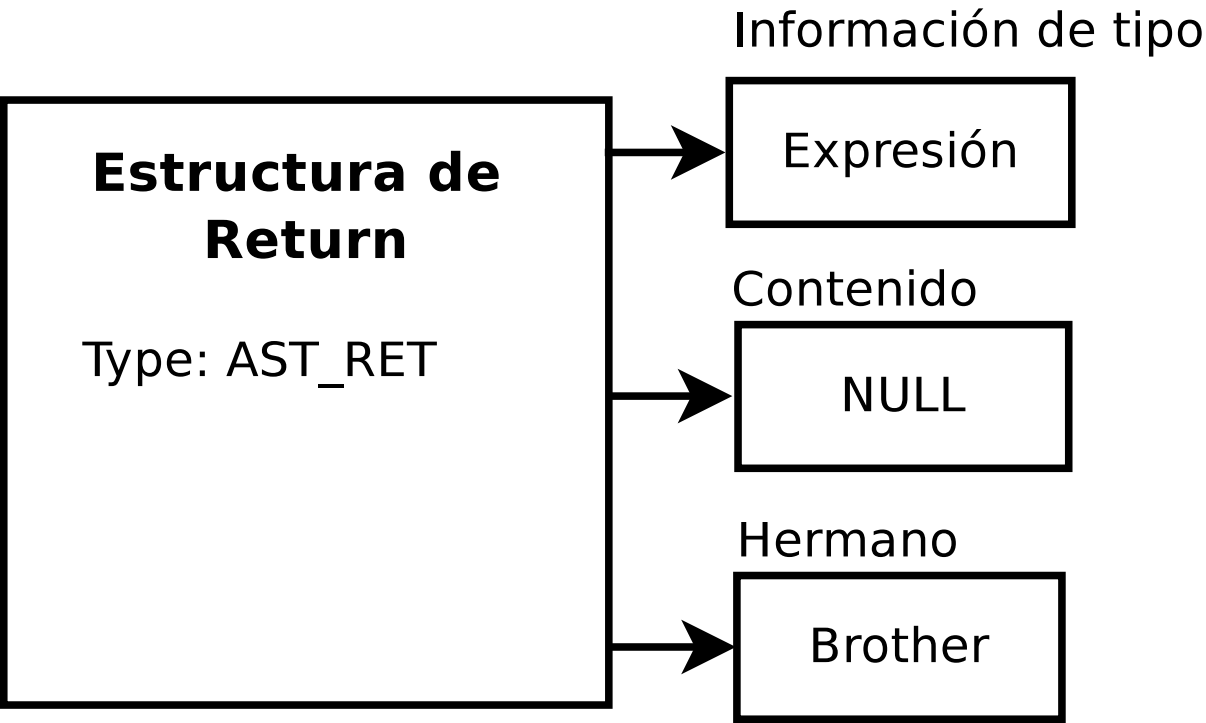 Estructura de
Return
Type: AST_RET
Información de tipo
Expresión
Contenido
NULL
Hermano
Brother